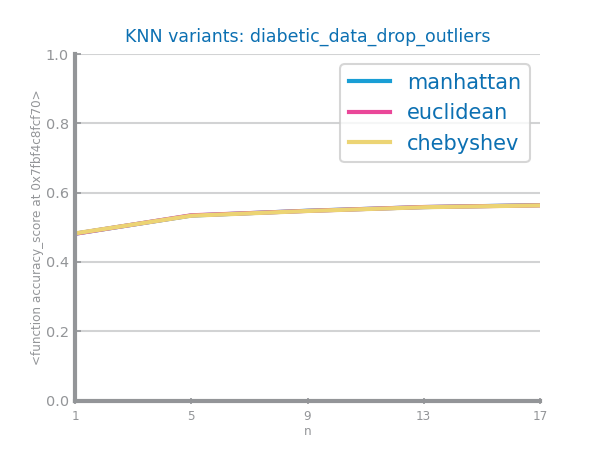 KNN variants: diabetic_data_drop_outliers
<function accuracy_score at 0x7fbf4c8fcf70>
1.0
0.8
0.6
0.4
0.2
0.0
manhattan
euclidean
chebyshev
1 5 9 13 17
n